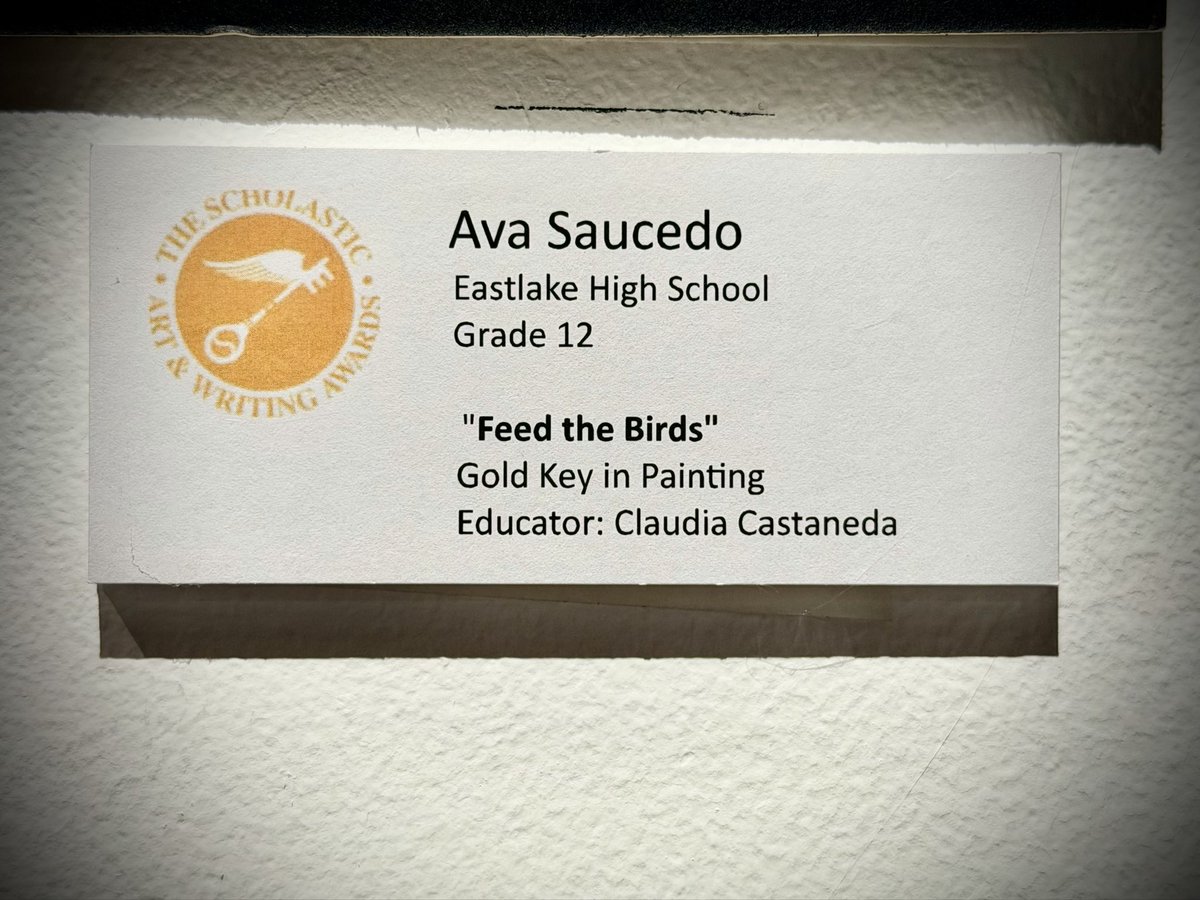 THE SCHOLASTIC
ART & WRITING AWARDS
Ava Saucedo
Eastlake High School
Grade 12
"Feed the Birds"
Gold Key in Painting
Educator: Claudia Castaneda